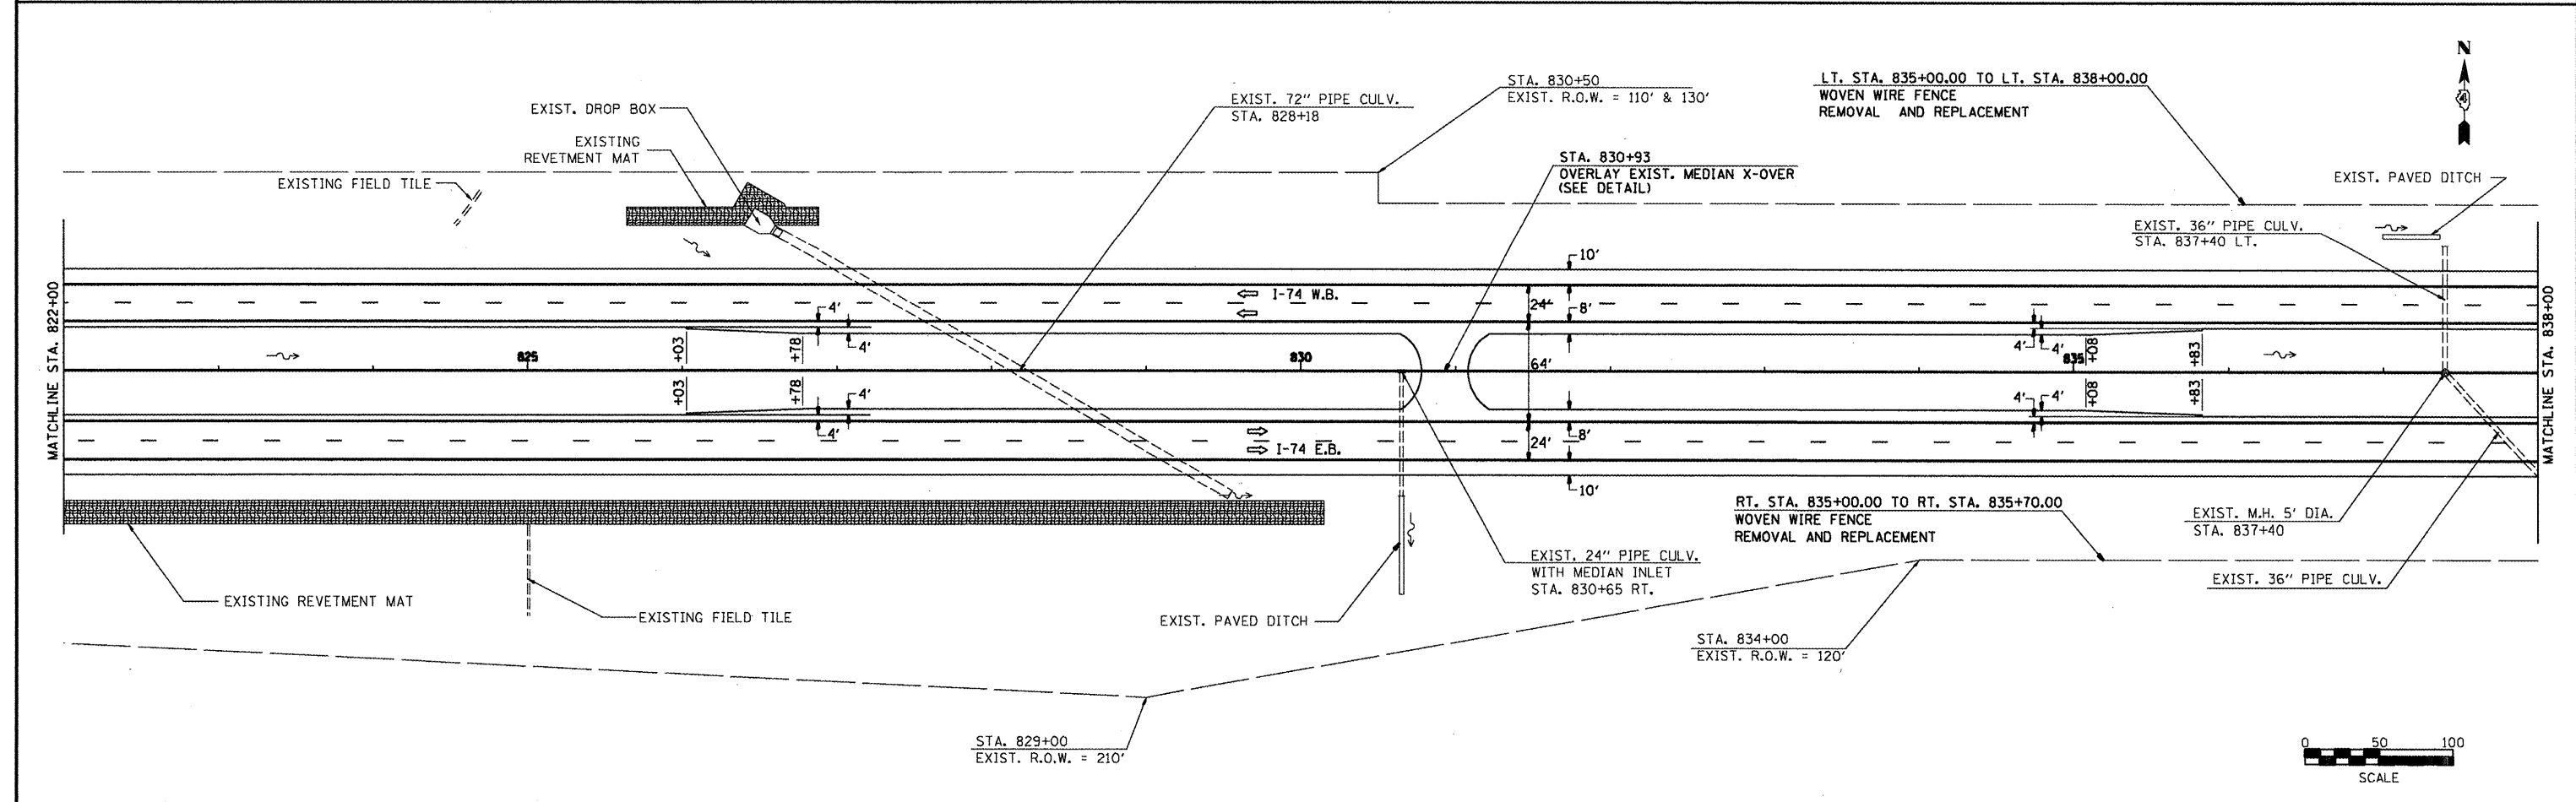 N
STA. 830+50
EXIST. R.O.W. = 110' & 130'
LT. STA. 835+00.00 TO LT. STA. 838+00.00
WOVEN WIRE FENCE
REMOVAL AND REPLACEMENT
EXIST. 72" PIPE CULV.
STA. 828+18
EXIST. DROP BOX
EXISTING
REVETMENT MAT
EXISTING FIELD TILE
STA. 830+93
OVERLAY EXIST. MEDIAN X-OVER
(SEE DETAIL)
EXIST. PAVED DITCH
EXIST. 36" PIPE CULV.
STA. 837+40 LT.
10'
MATCHLINE STA. 822+00
I-74 W.B.
24'
8'
4'
4'
4'
4'
+03
+78
825
830
64'
835
+08
+83
MATCHLINE STA. 838+00
+03
+78
4'
4'
4'
4'
+08
+83
I-74 E.B.
24'
8'
10'
RT. STA. 835+00.00 TO RT. STA. 835+70.00
WOVEN WIRE FENCE
REMOVAL AND REPLACEMENT
EXIST. M.H. 5' DIA.
STA. 837+40
EXIST. 24" PIPE CULV.
WITH MEDIAN INLET
STA. 830+65 RT.
EXIST. 36" PIPE CULV.
EXISTING REVETMENT MAT
EXISTING FIELD TILE
EXIST. PAVED DITCH
STA. 834+00
EXIST. R.O.W. = 120'
STA. 829+00
EXIST. R.O.W. = 210'
0 50 100
SCALE